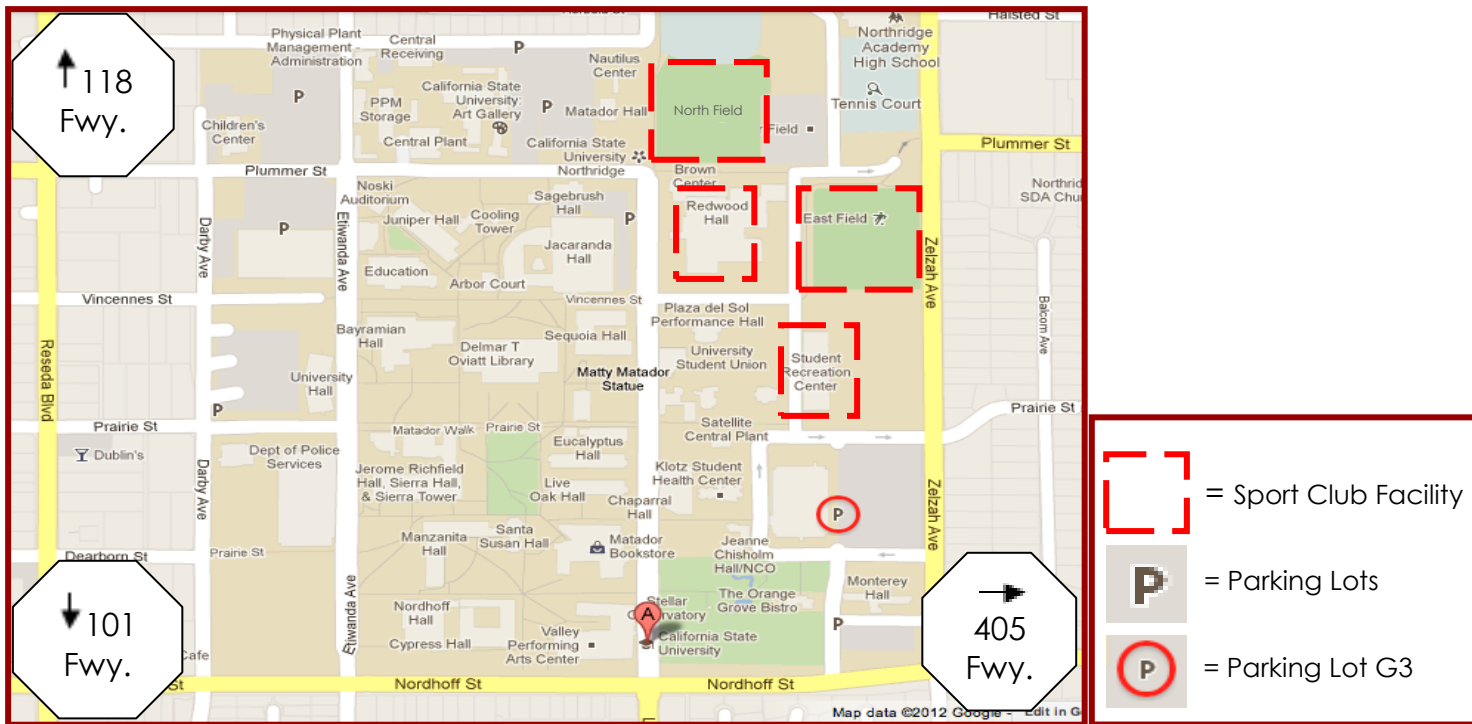 Halsted St
118
Fwy.
Physical Plant
Management -
Administration
Central
Receiving
P
Nautilus
Center
Northridge
Academy
High School
P
California State
University:
Art Gallery
P
PPM
Storage
Matador Hall
North Field
Field
Tennis Court
Children's
Center
Central Plant
California State
University
Northridge
Plummer St
Plummer St
Brown
Center
Noski
Auditorium
Sagebrush
Hall
Redwood
Hall
Northrid
SDA Chur
Juniper Hall
Cooling
Tower
P
East Field
P
Darby Ave
Etiwanda Ave
Jacaranda
Hall
Zelzah Ave
Education
Arbor Court
Vincennes St
Vincennes St
Plaza del Sol
Performance Hall
Balcom Ave
Bayramian
Hall
Sequoia Hall
Reseda Blvd
Delmar T
Oviatt Library
University
Student Union
Student
Recreation
Center
University
Hall
Matty Matador
Statue
P
Prairie St
Prairie St
Matador Walk
Prairie St
Satellite
Central Plant
Dublin's
Dept of Police
Services
Eucalyptus
Hall
Jerome Richfield
Hall, Sierra Hall,
& Sierra Tower
Klotz Student
Health Center
Darby Ave
Live
Oak Hall
Chaparral
Hall
P
Zelzah Ave
Manzanita
Hall
Santa
Susan Hall
Matador
Bookstore
Jeanne
Chisholm
Hall/NCO
Dearborn St
Prairie St
Monterey
Hall
The Orange
Grove Bistro
101
Fwy.
Etiwanda Ave
Nordhoff
Hall
Stellar
A
P
405
Fwy.
Cypress Hall
Valley
Performing
Arts Center
California State
University
Cafe
St
Nordhoff St
Nordhoff St
Map data ©2012 Google - Edit in G
= Sport Club Facility
P = Parking Lots
P = Parking Lot G3